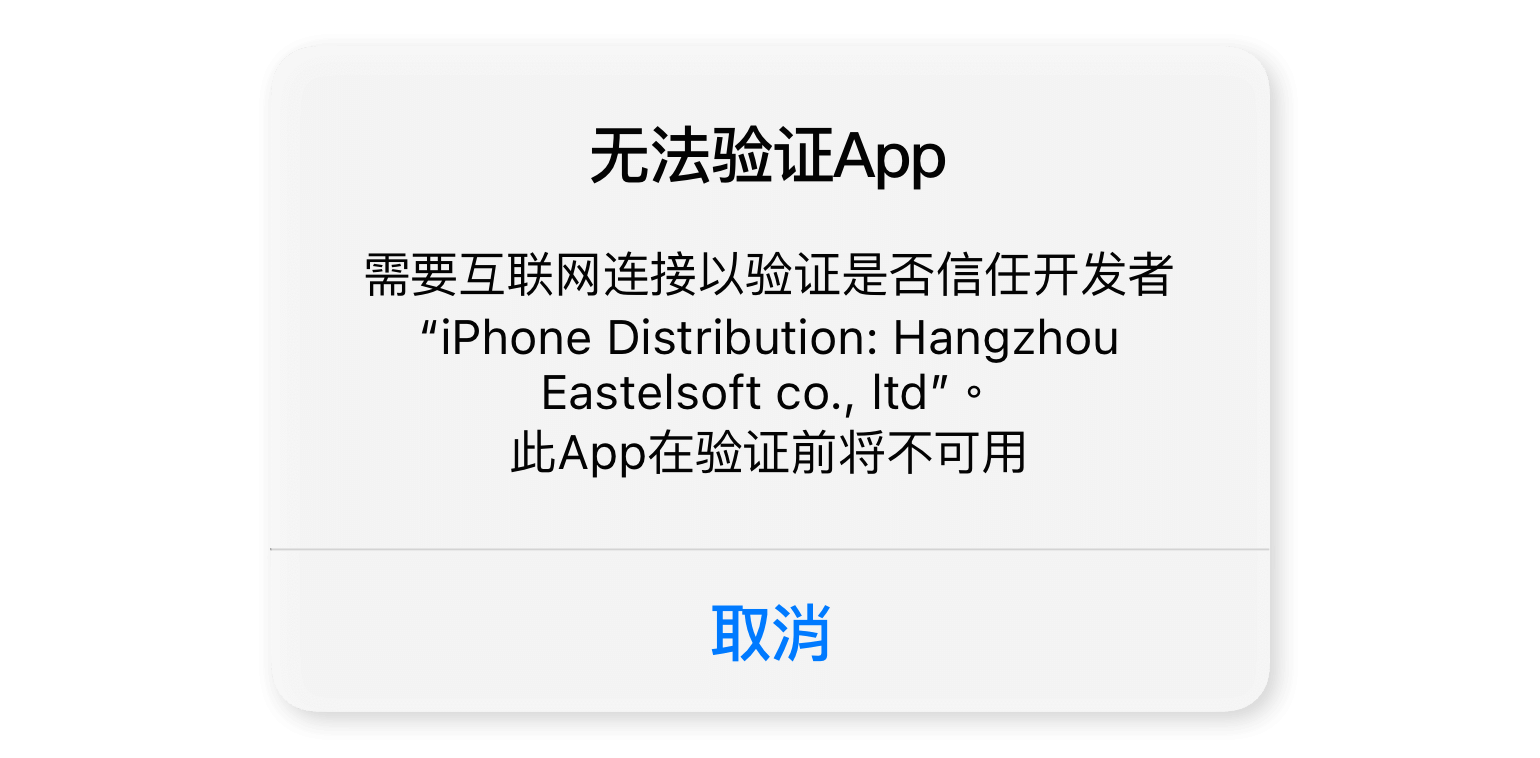 无法验证App
需要互联网连接以验证是否信任开发者
“iPhone Distribution: Hangzhou
Eastelsoft co., ltd”。
此App在验证前将不可用
取消